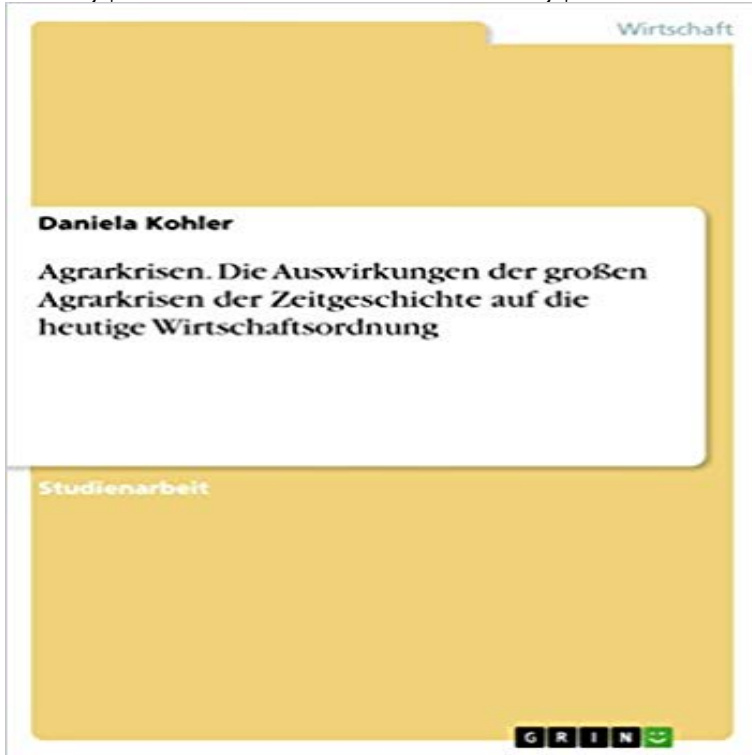 Wirtschaft
Daniela Kohler
Agrarkrisen. Die Auswirkungen der großen
Agrarkrisen der Zeitgeschichte auf die
heutige Wirtschaftsordnung
Studienarbeit
GRIN